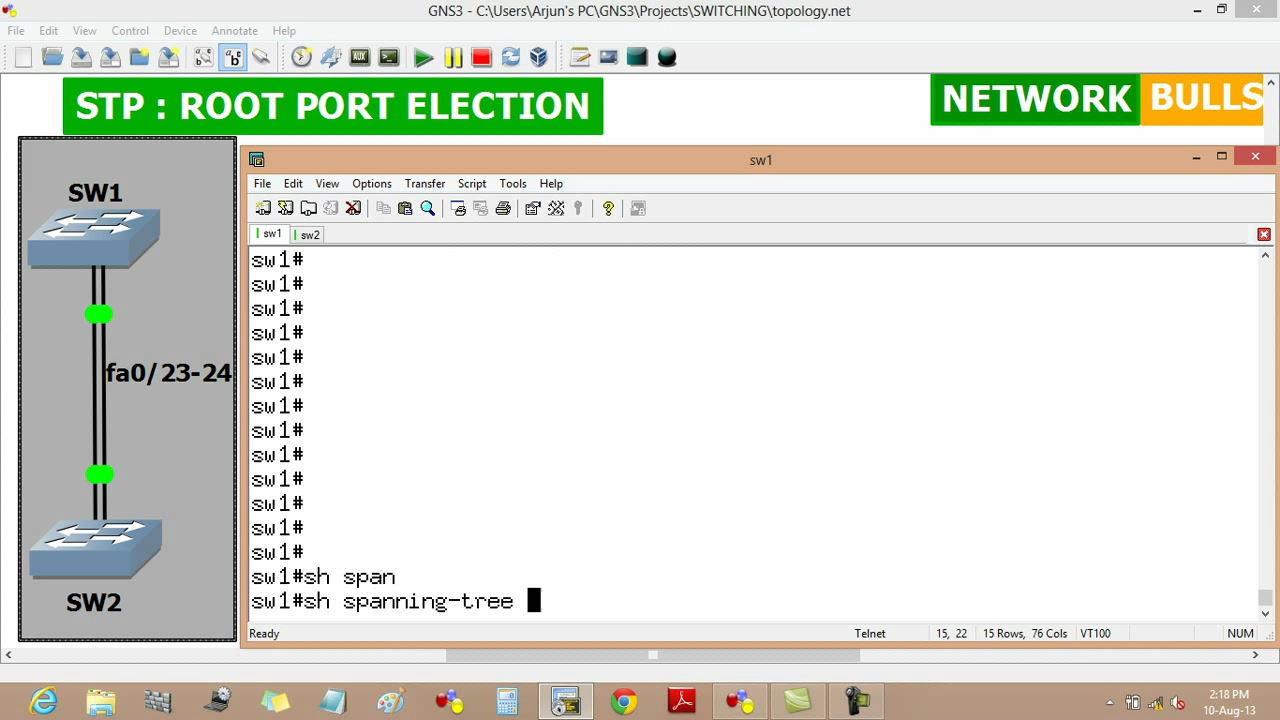 GNS3 - C:\Users\Arjun's PC\GNS3\Projects\SWITCHING\topology.net
File Edit View Control Device Annotate Help
AUX
STP : ROOT PORT ELECTION
NETWORK BULLS
SW1
fa0/23-24
SW2
sw1
File Edit View Options Transfer Script Tools Help
sw1 sw2
sw1#
sw1#
sw1#
sw1#
sw1#
sw1#
sw1#
sw1#
sw1#
sw1#
sw1#
sw1#
sw1#
sw1#sh span
sw1#sh spanning-tree
Ready Telnet 15, 22 15 Rows, 76 Cols VT100 NUM
2:18 PM
10-Aug-13